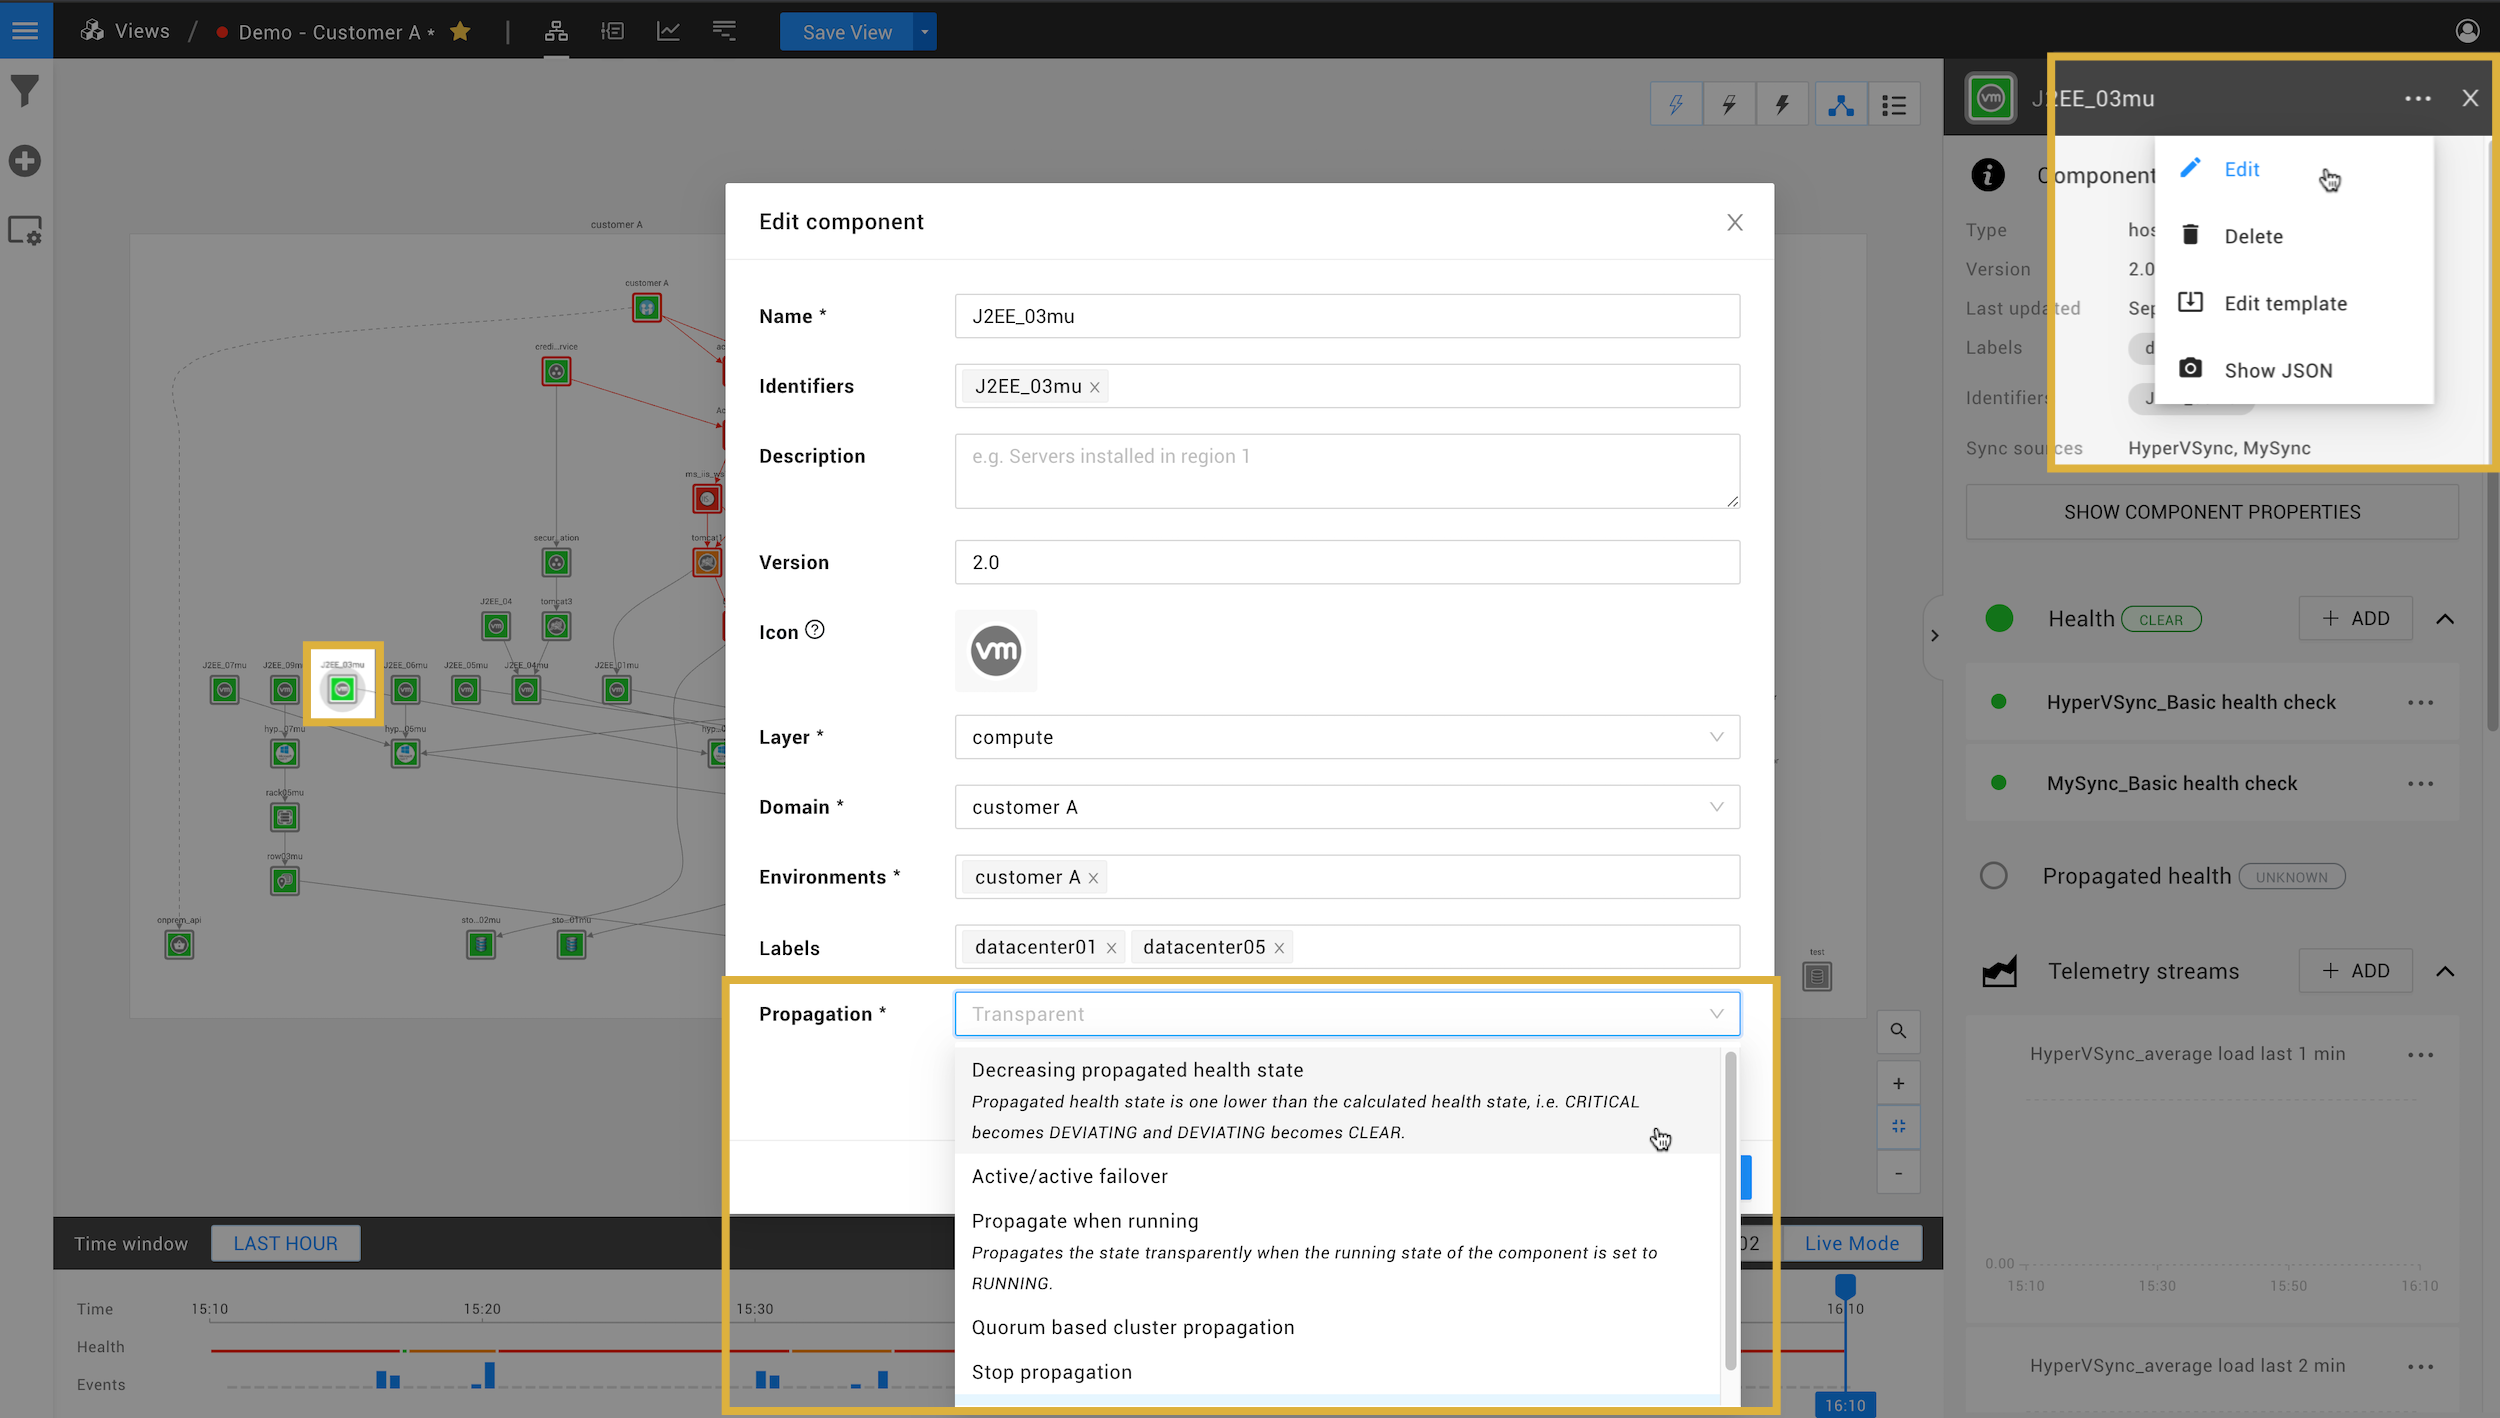 Views / Demo - Customer A *
Save View
J2EE_03mu
Edit
Delete
Edit template
Show JSON
Component
Type
Version 2.0
Last updated Sep
Labels d
Identifiers
Sync sources HyperVSync, MySync
SHOW COMPONENT PROPERTIES
Health CLEAR
+ ADD
HyperVSync_Basic health check
MySync_Basic health check
Propagated health UNKNOWN
Telemetry streams
+ ADD
HyperVSync_average load last 1 min
0.00
15:10 15:30 15:50 16:10
HyperVSync_average load last 2 min
customer A
customer A
credi...rvice
ms_iis_ws
secur...ation
J2EE_04 tomcat3
J2EE_07mu J2EE_09mu J2EE_03mu J2EE_06mu J2EE_05mu J2EE_04mu J2EE_01mu
hyp...07mu hyp...06mu
rack05mu
row03mu
onprem_api sto...02mu sto...01mu
test
Edit component
Name * J2EE_03mu
Identifiers J2EE_03mu
Description e.g. Servers installed in region 1
Version 2.0
Icon
vm
Layer * compute
Domain * customer A
Environments * customer A
Labels datacenter01 datacenter05
Propagation * Transparent
Decreasing propagated health state
Propagated health state is one lower than the calculated health state, i.e. CRITICAL
becomes DEVIATING and DEVIATING becomes CLEAR.
Active/active failover
Propagate when running
Propagates the state transparently when the running state of the component is set to
RUNNING.
Quorum based cluster propagation
Stop propagation
Time window LAST HOUR
02 Live Mode
Time 15:10 15:20 15:30 16:10
Health
Events
16:10